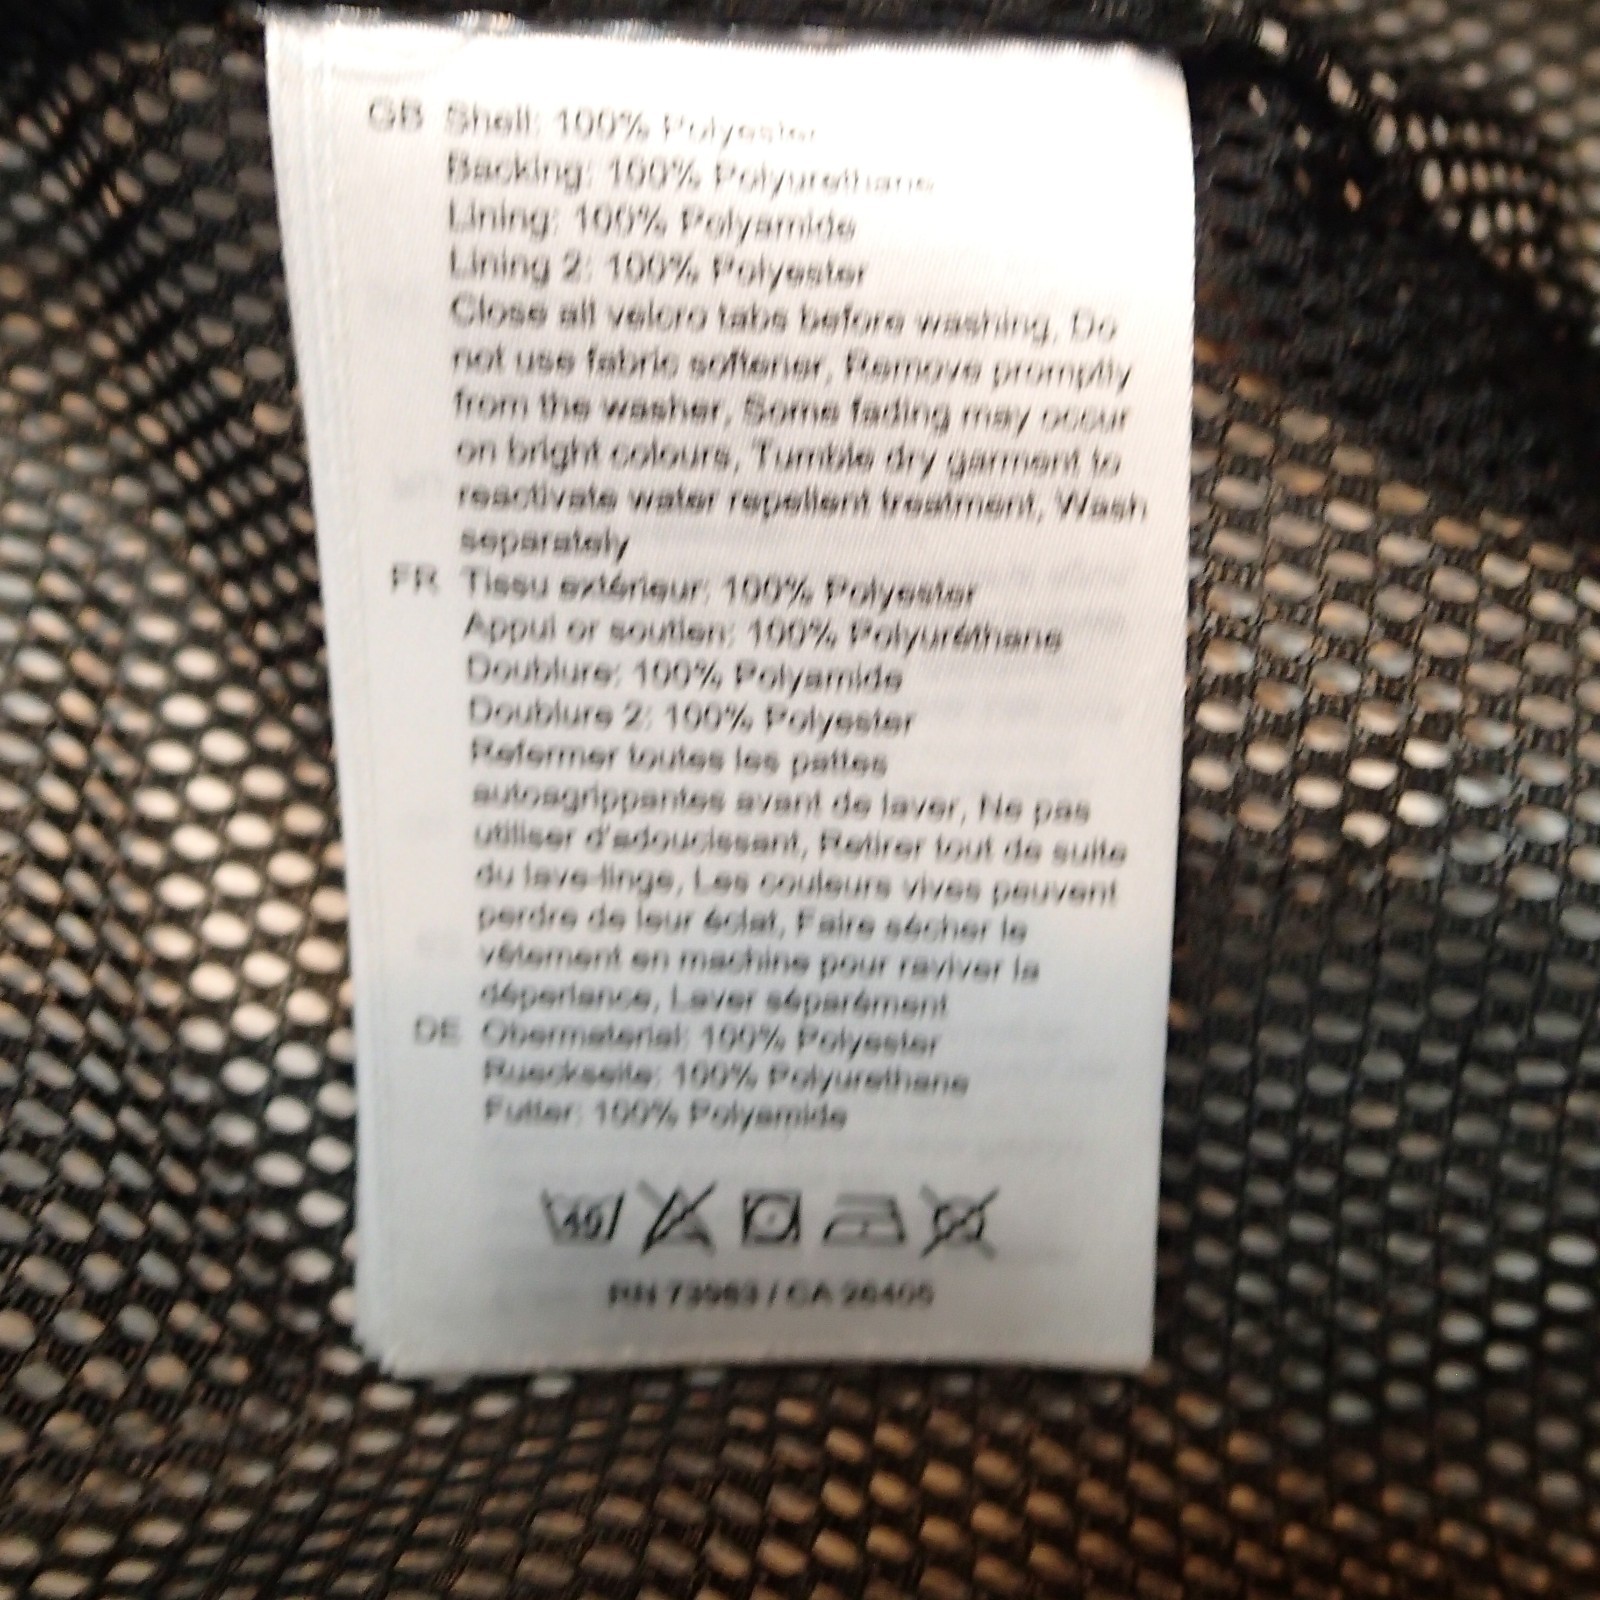 GB Shell: 100% Polyester
Backing: 100% Polyurethane
Lining: 100% Polyamide
Lining 2: 100% Polyester
Close all velcro tabs before washing, Do
not use fabric softener, Remove promptly
from the washer, Some fading may occur
on bright colours, Tumble dry garment to
reactivate water repellent treatment, Wash
separately
FR Tissu extérieur: 100% Polyester
Appui or soutien: 100% Polyuréthane
Doublure: 100% Polyamide
Doublure 2: 100% Polyester
Refermer toutes les pattes
autoagrippantes avant de laver, Ne pas
utiliser d'adoucissant, Retirer tout de suite
du lave-linge, Les couleurs vives peuvent
perdre de leur éclat, Faire sécher le
vêtement en machine pour raviver la
déperlance, Laver séparément
DE Obermaterial: 100% Polyester
Rueckseite: 100% Polyurethane
Futter: 100% Polyamide
40
RN 73963 / CA 26405